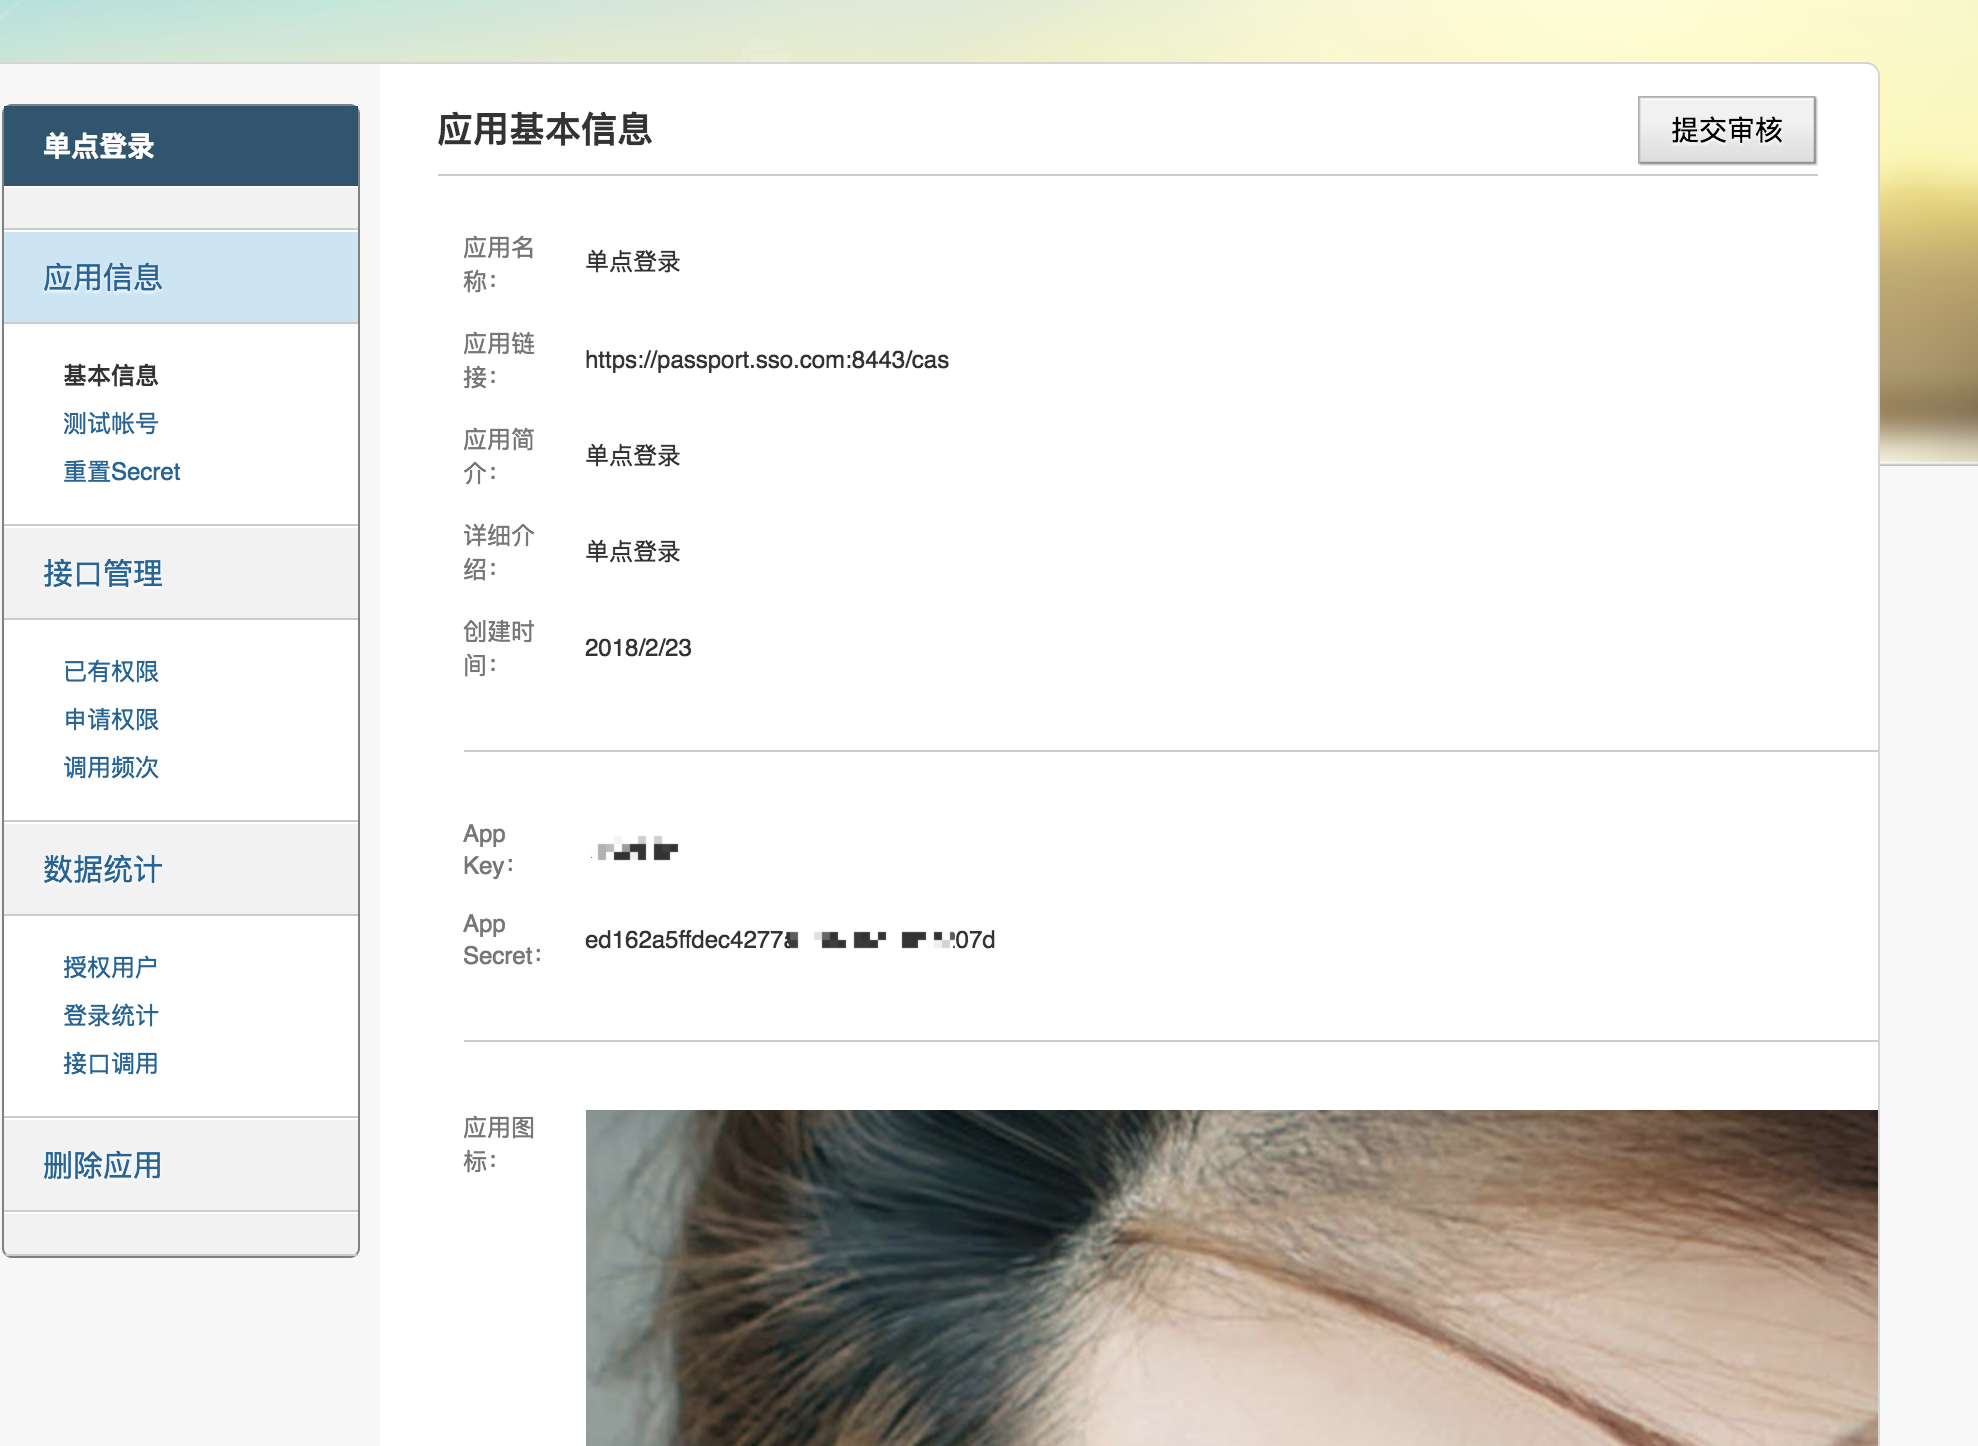 单点登录
应用信息
基本信息
测试帐号
重置Secret
接口管理
已有权限
申请权限
调用频次
数据统计
授权用户
登录统计
接口调用
删除应用
应用基本信息
提交审核
应用名
称：
单点登录
应用链
接：
https://passport.sso.com:8443/cas
应用简
介：
单点登录
详细介
绍：
单点登录
创建时
间：
2018/2/23
App
Key：
App
Secret：
ed162a5ffdec4277 07d
应用图
标：